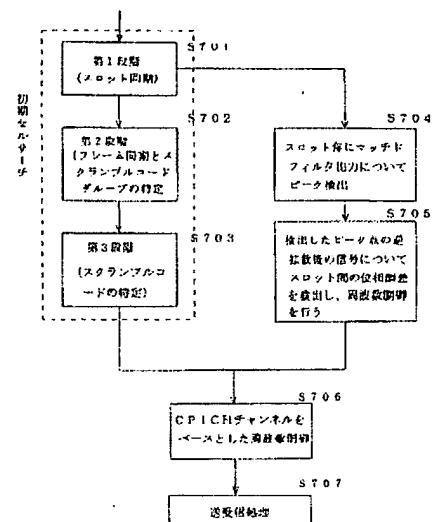 S701
第1段階
(スロット同期)
初期セルサーチ
S702
第2段階
(フレーム同期とス
クランブルコード
グループの特定
S703
第3段階
(スクランブルコ
ードの特定)
S704
スロット毎にマッチド
フィルタ出力について
ピーク検出
S705
検出したピーク点の逆
拡散後の信号について
スロット間の位相誤差
を検出し、周波数制御
を行う
S706
CPICHチャンネルを
ベースとした周波数制御
S707
送受信処理